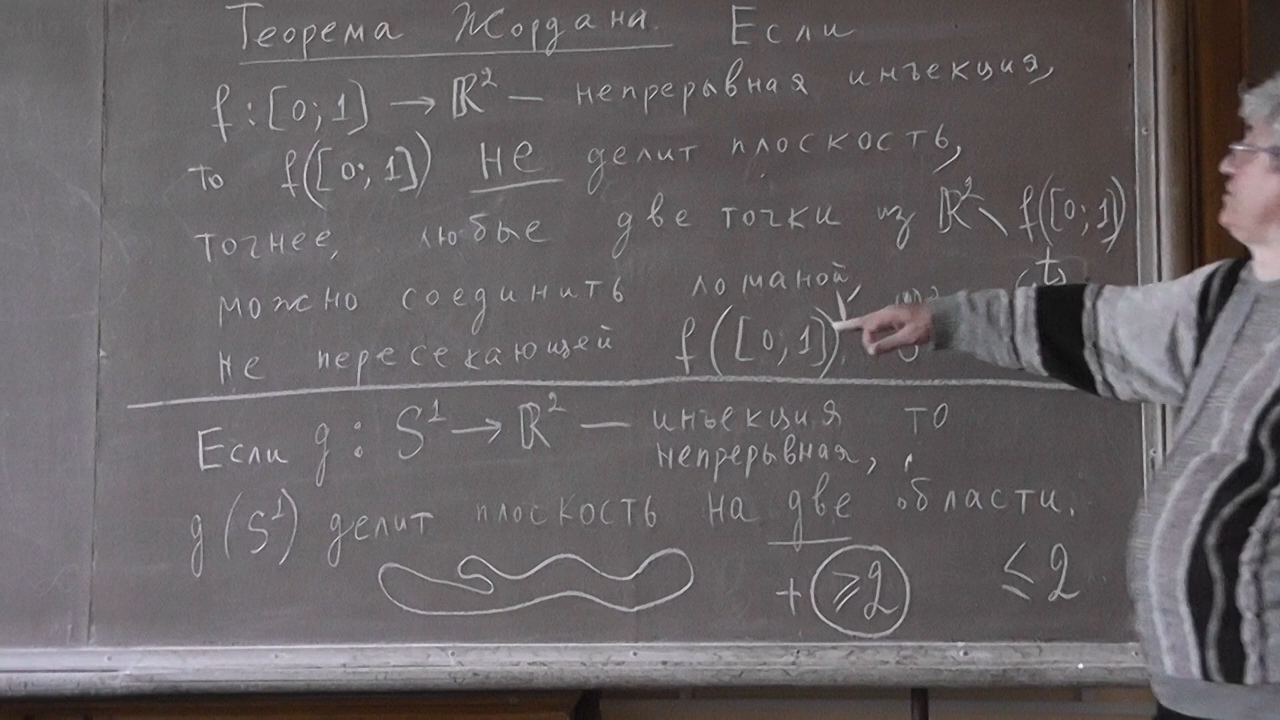 Теорема Жордана. Если
f : [0; 1] → ℝ² — непрерывная инъекция,
то f([0; 1]) не делит плоскость,
точнее, любые две точки из ℝ² \ f([0; 1])
можно соединить ломаной,
не пересекающей f([0; 1]).
Если g : S¹ → ℝ² — инъекция непрерывная, то
g(S¹) делит плоскость на две области.
+ ≥2 ≤2